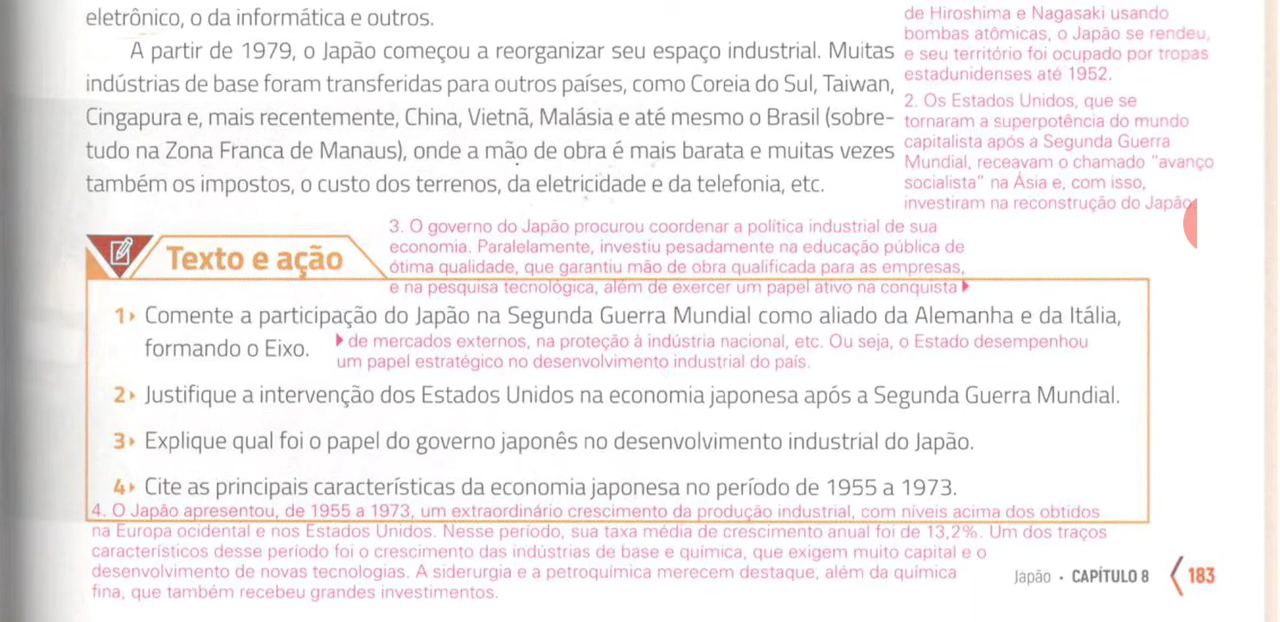 eletrônico, o da informática e outros.
A partir de 1979, o Japão começou a reorganizar seu espaço industrial. Muitas
indústrias de base foram transferidas para outros países, como Coreia do Sul, Taiwan,
Cingapura e, mais recentemente, China, Vietnã, Malásia e até mesmo o Brasil (sobre-
tudo na Zona Franca de Manaus), onde a mão de obra é mais barata e muitas vezes
também os impostos, o custo dos terrenos, da eletricidade e da telefonia, etc.
de Hiroshima e Nagasaki usando
bombas atômicas, o Japão se rendeu,
e seu território foi ocupado por tropas
estadunidenses até 1952.
2. Os Estados Unidos, que se
tornaram a superpotência do mundo
capitalista após a Segunda Guerra
Mundial, receavam o chamado "avanço
socialista" na Ásia e, com isso,
investiram na reconstrução do Japão.
Texto e ação
3. O governo do Japão procurou coordenar a política industrial de sua
economia. Paralelamente, investiu pesadamente na educação pública de
ótima qualidade, que garantiu mão de obra qualificada para as empresas,
e na pesquisa tecnológica, além de exercer um papel ativo na conquista
1 Comente a participação do Japão na Segunda Guerra Mundial como aliado da Alemanha e da Itália,
formando o Eixo.
de mercados externos, na proteção à indústria nacional, etc. Ou seja, o Estado desempenhou
um papel estratégico no desenvolvimento industrial do país.
2 Justifique a intervenção dos Estados Unidos na economia japonesa após a Segunda Guerra Mundial.
3 Explique qual foi o papel do governo japonês no desenvolvimento industrial do Japão.
4 Cite as principais características da economia japonesa no período de 1955 a 1973.
4. O Japão apresentou, de 1955 a 1973, um extraordinário crescimento da produção industrial, com níveis acima dos obtidos
na Europa ocidental e nos Estados Unidos. Nesse período, sua taxa média de crescimento anual foi de 13,2%. Um dos traços
característicos desse período foi o crescimento das indústrias de base e química, que exigem muito capital e o
desenvolvimento de novas tecnologias. A siderurgia e a petroquímica merecem destaque, além da química
fina, que também recebeu grandes investimentos.
Japão • CAPÍTULO 8 183